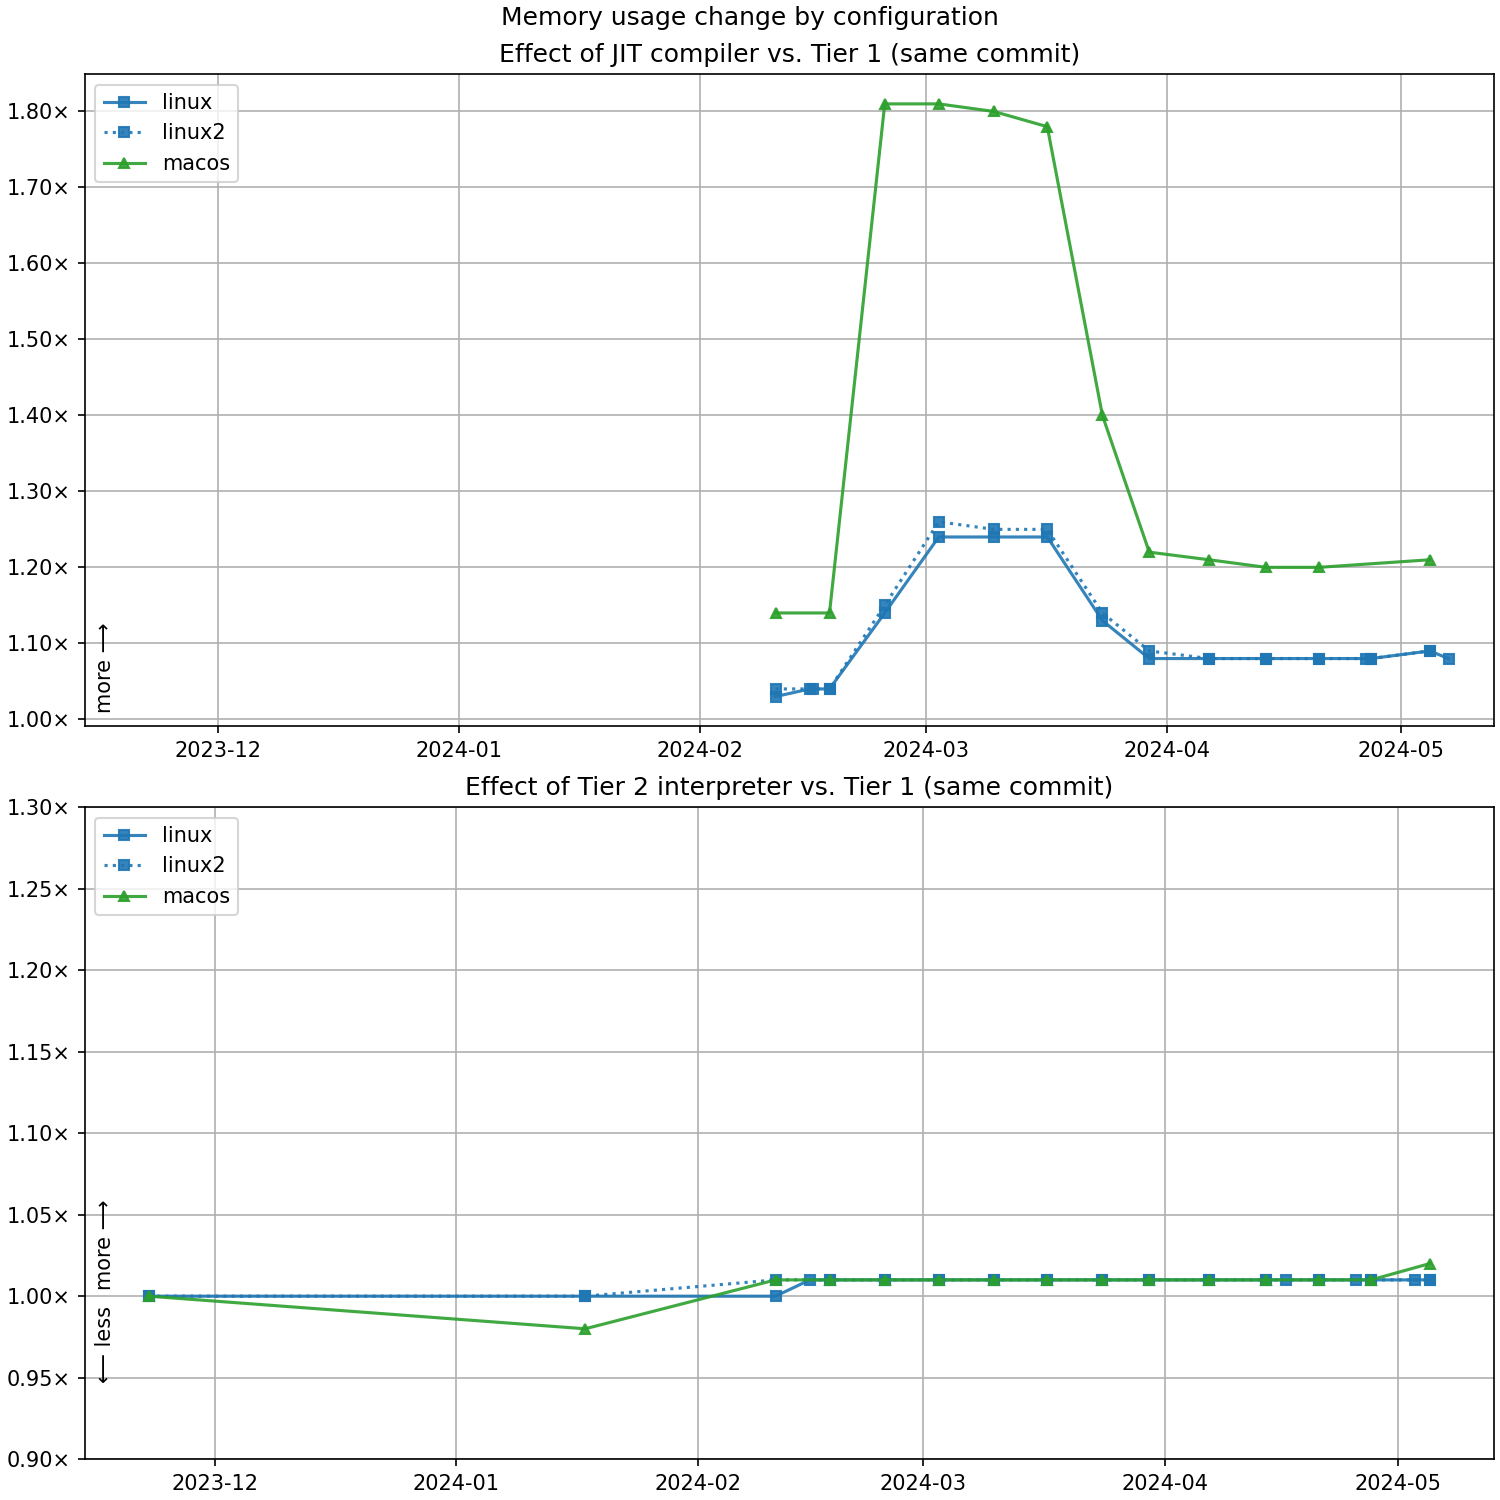 Memory usage change by configuration
Effect of JIT compiler vs. Tier 1 (same commit)
linux
linux2
macos
1.80×
1.70×
1.60×
1.50×
1.40×
1.30×
1.20×
1.10×
1.00×
more ⟶
2023-12
2024-01
2024-02
2024-03
2024-04
2024-05
Effect of Tier 2 interpreter vs. Tier 1 (same commit)
linux
linux2
macos
1.30×
1.25×
1.20×
1.15×
1.10×
1.05×
1.00×
0.95×
0.90×
⟵ less
more ⟶
2023-12
2024-01
2024-02
2024-03
2024-04
2024-05